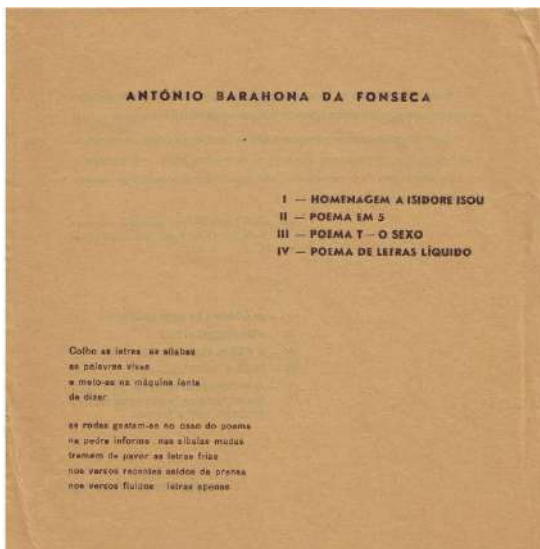 ANTÓNIO BARAHONA DA FONSECA
I — HOMENAGEM A ISIDORE ISOU
II — POEMA EM 5
III — POEMA T — O SEXO
IV — POEMA DE LETRAS LÍQUIDO
Colho as letras as sílabas
as palavras vivas
e meto-as na máquina lenta
de dizer
as rodas gastam-se no osso do poema
na pedra informe nas sibalas mudas
tremem de pavor as letras frias
nos versos recentes saídos da prensa
nos versos fluidos letras apenas